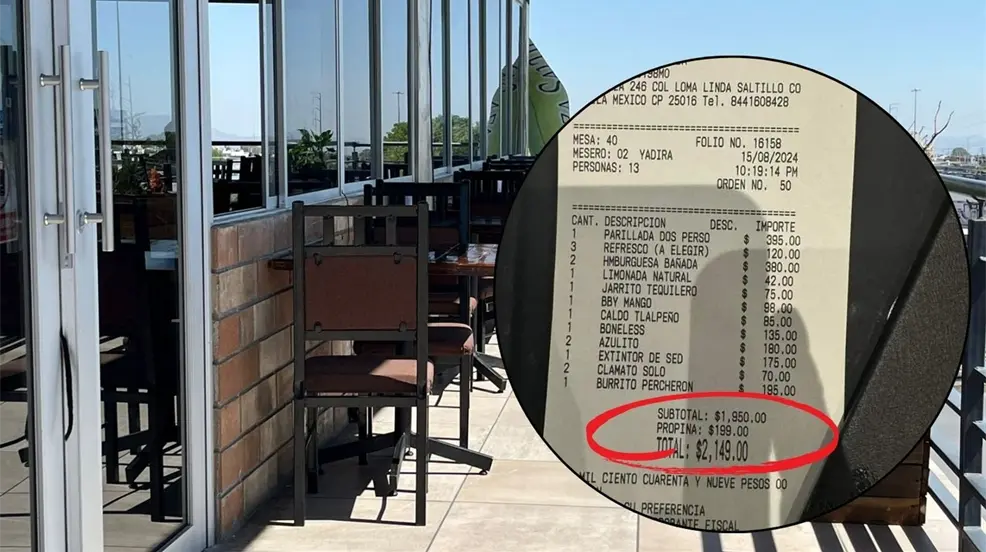 198MO
246 COL LOMA LINDA SALTILLO CO
LA MEXICO CP 25016 Tel. 8441608428
MESA: 40 FOLIO NO. 16158
MESERO: 02 YADIRA 15/08/2024
PERSONAS: 13 10:19:14 PM
ORDEN NO. 50
CANT. DESCRIPCION DESC. IMPORTE
1 PARILLADA DOS PERSO $ 395.00
3 REFRESCO (A ELEGIR) $ 120.00
2 HMBURGUESA BAÑADA $ 380.00
1 LIMONADA NATURAL $ 42.00
1 JARRITO TEQUILERO $ 75.00
1 BBY MANGO $ 98.00
1 CALDO TLALPEÑO $ 85.00
1 BONELESS $ 135.00
2 AZULITO $ 180.00
1 EXTINTOR DE SED $ 175.00
2 CLAMATO SOLO $ 70.00
1 BURRITO PERCHERON $ 195.00
SUBTOTAL: $1,950.00
PROPINA: $199.00
TOTAL: $2,149.00
MIL CIENTO CUARENTA Y NUEVE PESOS 00
SU PREFERENCIA
FISCAL